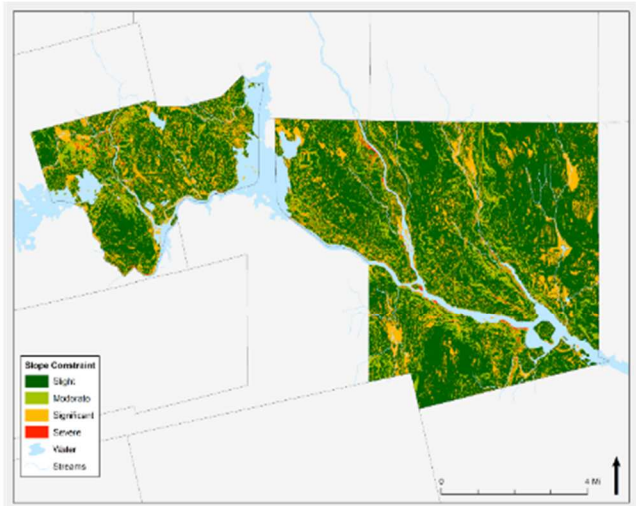 Slope Constraint
Slight
Moderate
Significant
Severe
Water
Streams
0 4 Mi